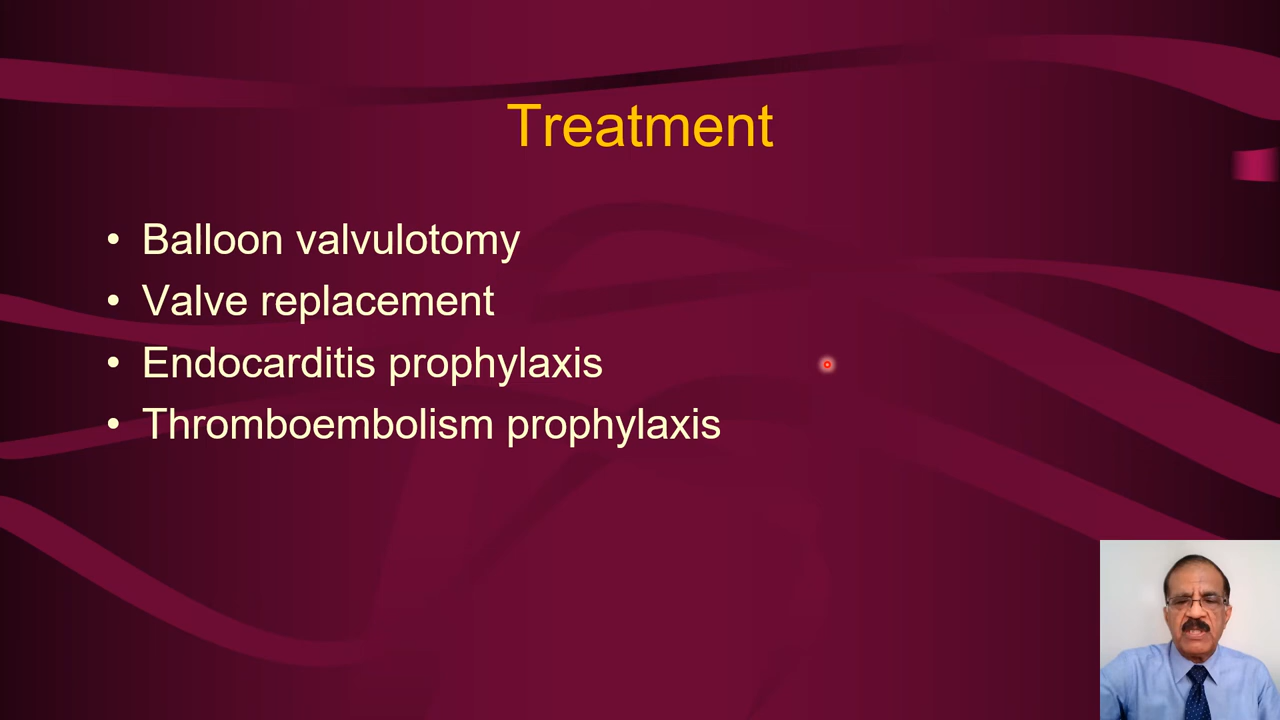 Treatment
• Balloon valvulotomy
• Valve replacement
• Endocarditis prophylaxis
• Thromboembolism prophylaxis